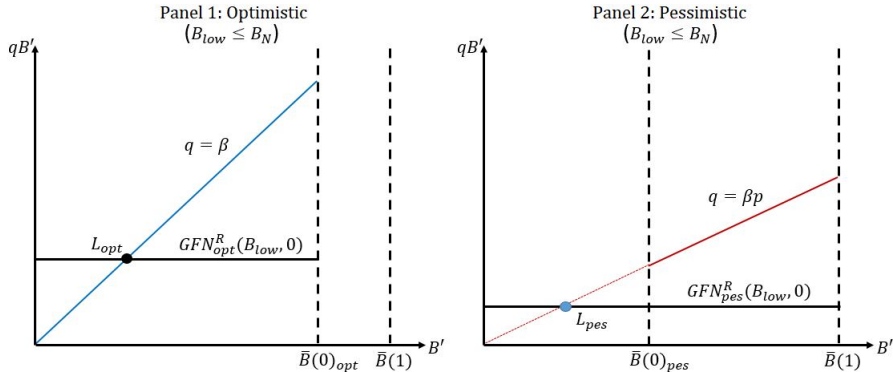 Panel 1: Optimistic
(B_low ≤ B_N)
qB′
q = β
L_opt
GFN^R_opt(B_low, 0)
B̅(0)_opt
B̅(1)
B′
Panel 2: Pessimistic
(B_low ≤ B_N)
qB′
q = βp
GFN^R_pes(B_low, 0)
L_pes
B̅(0)_pes
B̅(1)
B′